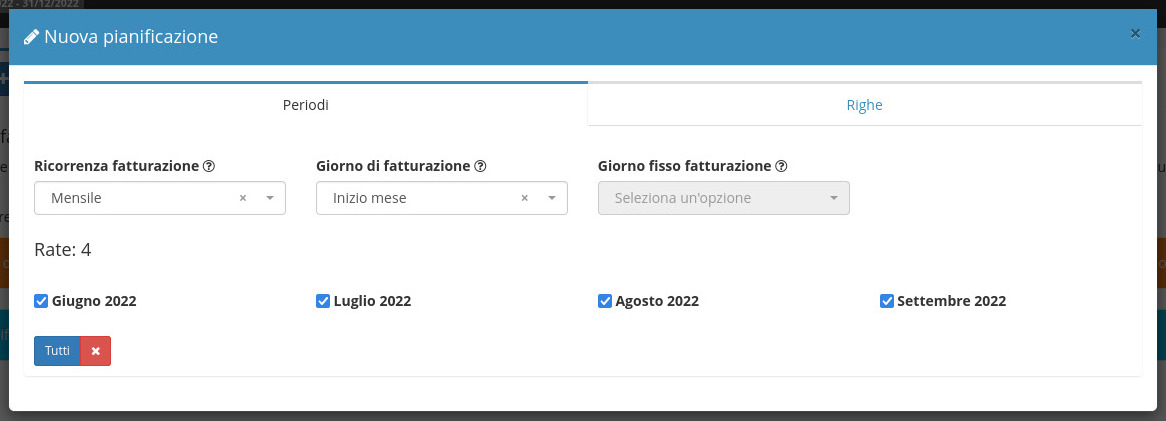 22 - 31/12/2022
Nuova pianificazione ×
Periodi Righe
Ricorrenza fatturazione Giorno di fatturazione Giorno fisso fatturazione
Mensile × Inizio mese × Seleziona un'opzione
Rate: 4
Giugno 2022 Luglio 2022 Agosto 2022 Settembre 2022
Tutti